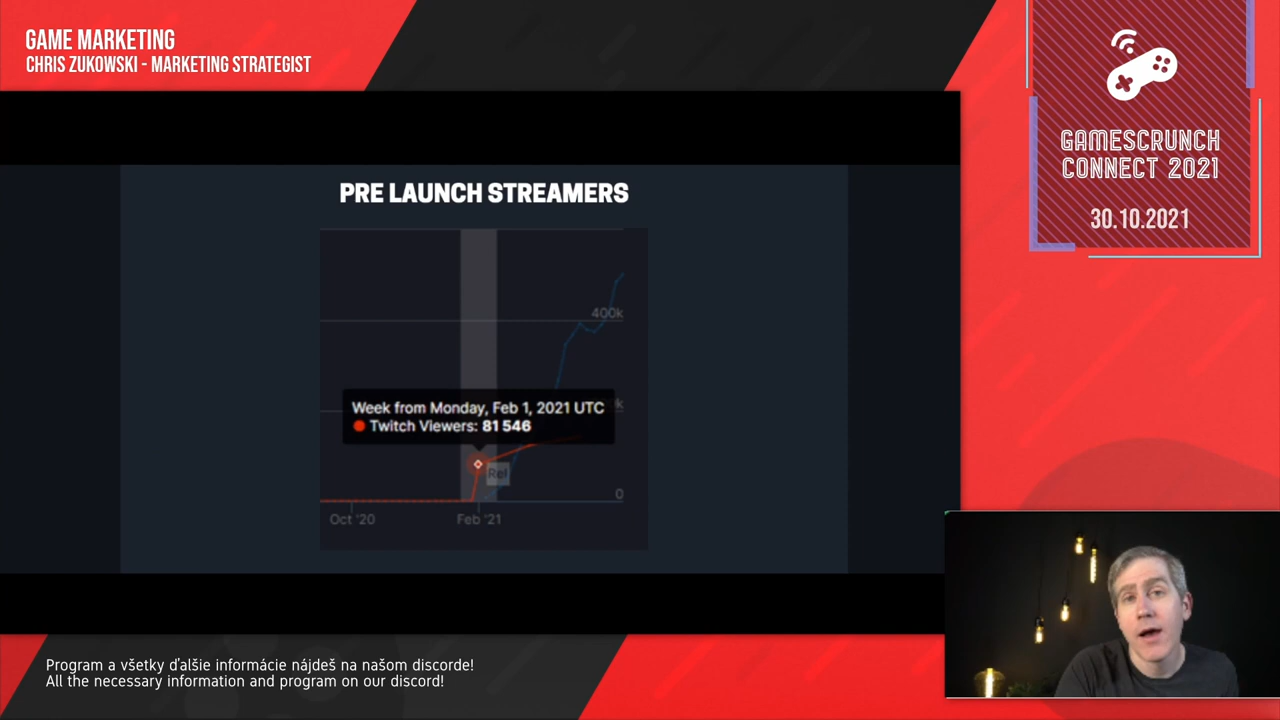 GAME MARKETING
CHRIS ZUKOWSKI - MARKETING STRATEGIST
GAMESCRUNCH
CONNECT 2021
30.10.2021
PRE LAUNCH STREAMERS
400k
Week from Monday, Feb 1, 2021 UTC
Twitch Viewers: 81 546
Rel
0
Oct '20
Feb '21
Program a všetky ďalšie informácie nájdeš na našom discorde!
All the necessary information and program on our discord!